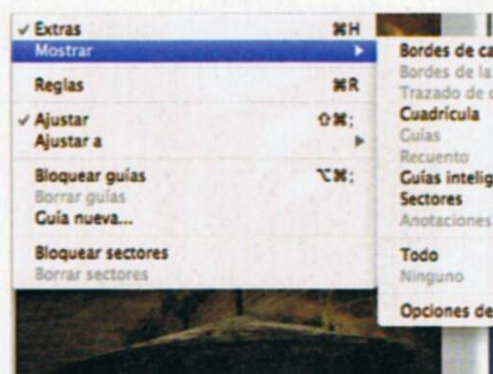 ✓ Extras ⌘H
Mostrar ▶
Reglas ⌘R
✓ Ajustar ⇧⌘;
Ajustar a ▶
Bloquear guías ⌥⌘;
Borrar guías
Guía nueva...
Bloquear sectores
Borrar sectores
Bordes de ca
Bordes de la
Trazado de
Cuadrícula
Guías
Recuento
Guías intelig
Sectores
Anotaciones
Todo
Ninguno
Opciones de